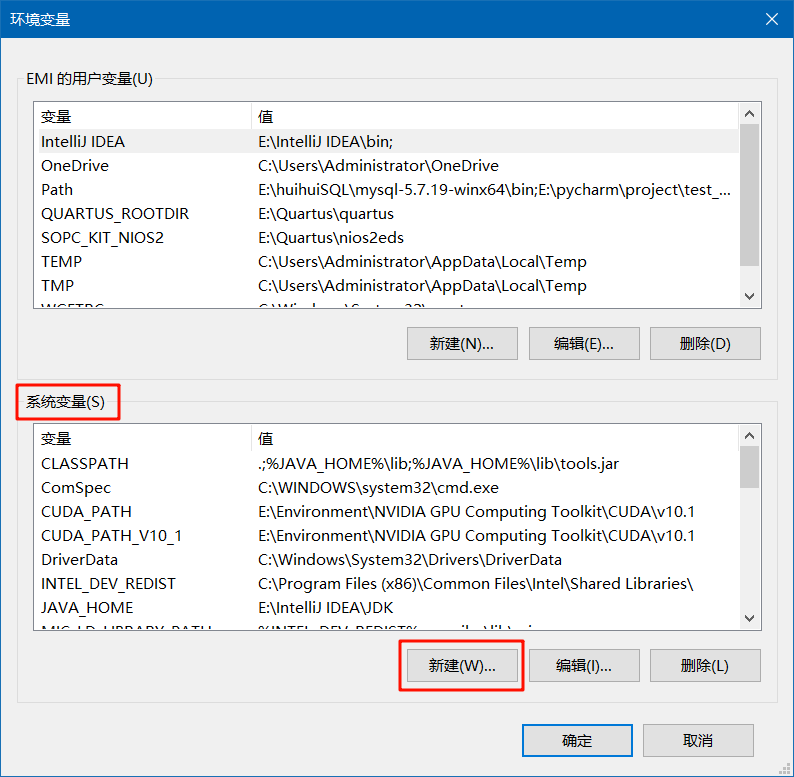 环境变量
EMI 的用户变量(U)
变量 值
IntelliJ IDEA E:\IntelliJ IDEA\bin;
OneDrive C:\Users\Administrator\OneDrive
Path E:\huihuiSQL\mysql-5.7.19-winx64\bin;E:\pycharm\project\test_...
QUARTUS_ROOTDIR E:\Quartus\quartus
SOPC_KIT_NIOS2 E:\Quartus\nios2eds
TEMP C:\Users\Administrator\AppData\Local\Temp
TMP C:\Users\Administrator\AppData\Local\Temp
新建(N)... 编辑(E)... 删除(D)
系统变量(S)
变量 值
CLASSPATH .;%JAVA_HOME%\lib;%JAVA_HOME%\lib\tools.jar
ComSpec C:\WINDOWS\system32\cmd.exe
CUDA_PATH E:\Environment\NVIDIA GPU Computing Toolkit\CUDA\v10.1
CUDA_PATH_V10_1 E:\Environment\NVIDIA GPU Computing Toolkit\CUDA\v10.1
DriverData C:\Windows\System32\Drivers\DriverData
INTEL_DEV_REDIST C:\Program Files (x86)\Common Files\Intel\Shared Libraries\
JAVA_HOME E:\IntelliJ IDEA\JDK
新建(W)... 编辑(I)... 删除(L)
确定 取消